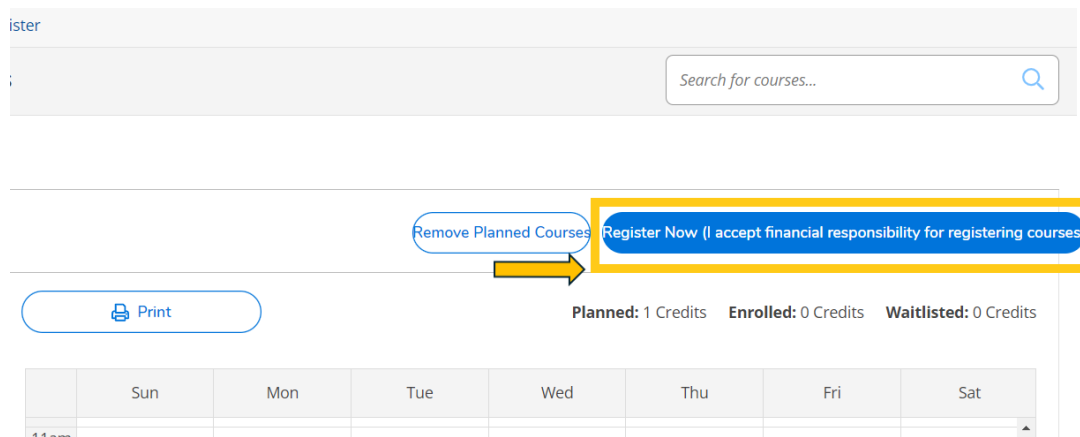 ister
s
Search for courses...
Remove Planned Courses Register Now (I accept financial responsibility for registering courses
Print Planned: 1 Credits Enrolled: 0 Credits Waitlisted: 0 Credits
Sun Mon Tue Wed Thu Fri Sat
11am